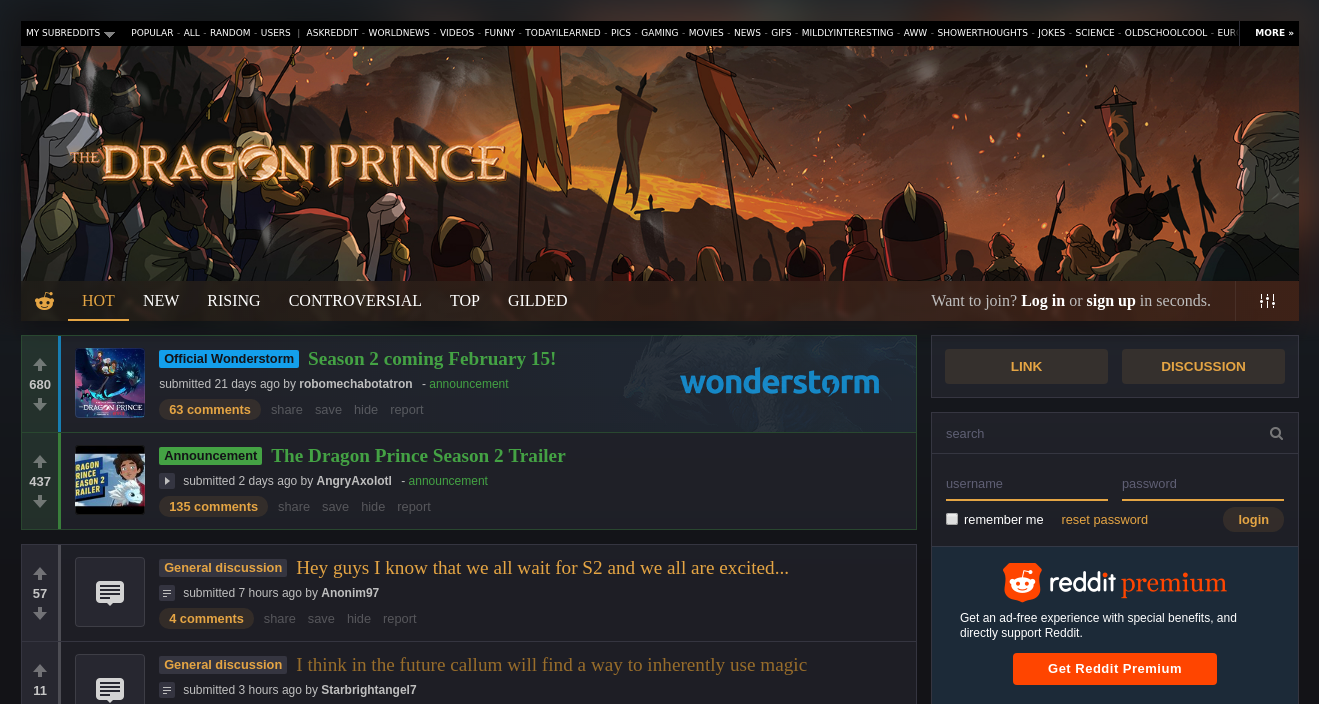 MY SUBREDDITS POPULAR - ALL - RANDOM - USERS | ASKREDDIT - WORLDNEWS - VIDEOS - FUNNY - TODAYILEARNED - PICS - GAMING - MOVIES - NEWS - GIFS - MILDLYINTERESTING - AWW - SHOWERTHOUGHTS - JOKES - SCIENCE - OLDSCHOOLCOOL - EUR MORE »
THE DRAGON PRINCE
HOT NEW RISING CONTROVERSIAL TOP GILDED Want to join? Log in or sign up in seconds.
680
Official Wonderstorm Season 2 coming February 15!
submitted 21 days ago by robomechabotatron - announcement
63 comments share save hide report
DRAGON PRINCE
wonderstorm
437
Announcement The Dragon Prince Season 2 Trailer
submitted 2 days ago by AngryAxolotl - announcement
135 comments share save hide report
RAGON
RINCE
EASON 2
RAILER
57
General discussion Hey guys I know that we all wait for S2 and we all are excited...
submitted 7 hours ago by Anonim97
4 comments share save hide report
11
General discussion I think in the future callum will find a way to inherently use magic
submitted 3 hours ago by Starbrightangel7
LINK DISCUSSION
search
username password
remember me reset password login
reddit premium
Get an ad-free experience with special benefits, and
directly support Reddit.
Get Reddit Premium